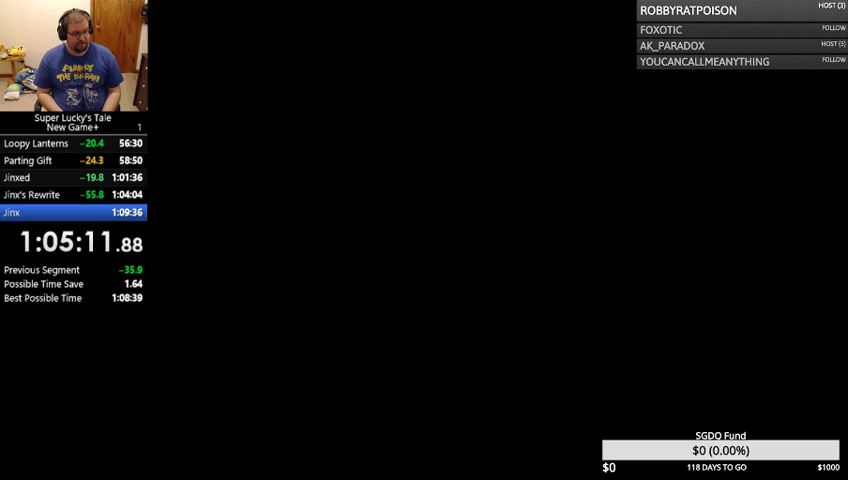 PUNKY
THE BARON
Super Lucky's Tale
New Game+ 1
Loopy Lanterns -20.4 56:30
Parting Gift -24.3 58:50
Jinxed -19.8 1:01:36
Jinx's Rewrite -55.8 1:04:04
Jinx 1:09:36
1:05:11.88
Previous Segment -35.9
Possible Time Save 1.64
Best Possible Time 1:08:39
ROBBYRATPOISON HOST (3)
FOXOTIC FOLLOW
AK_PARADOX HOST (5)
YOUCANCALLMEANYTHING FOLLOW
SGDQ Fund
$0 (0.00%)
$0 118 DAYS TO GO $1000